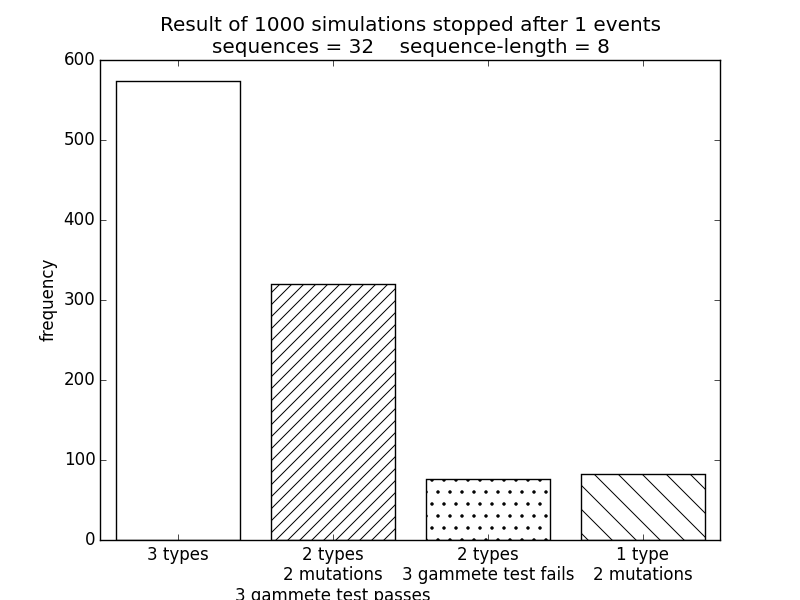 Result of 1000 simulations stopped after 1 events
sequences = 32    sequence-length = 8
600
500
400
300
200
100
0
frequency
3 types
2 types
2 mutations
3 gammete test passes
2 types
3 gammete test fails
1 type
2 mutations